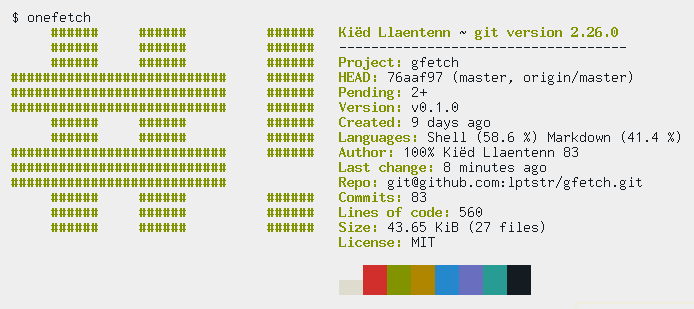 $ onefetch
###### ###### ###### Kiëd Llaentenn ~ git version 2.26.0
###### ###### ###### ------------------------------------
###### ###### ###### Project: gfetch
########################### ###### HEAD: 76aaf97 (master, origin/master)
########################### ###### Pending: 2+
########################### ###### Version: v0.1.0
###### ###### ###### Created: 9 days ago
###### ###### ###### Languages: Shell (58.6 %) Markdown (41.4 %)
########################### ###### Author: 100% Kiëd Llaentenn 83
########################### Last change: 8 minutes ago
########################### Repo: git@github.com:lptstr/gfetch.git
###### ###### ###### Commits: 83
###### ###### ###### Lines of code: 560
###### ###### ###### Size: 43.65 KiB (27 files)
License: MIT